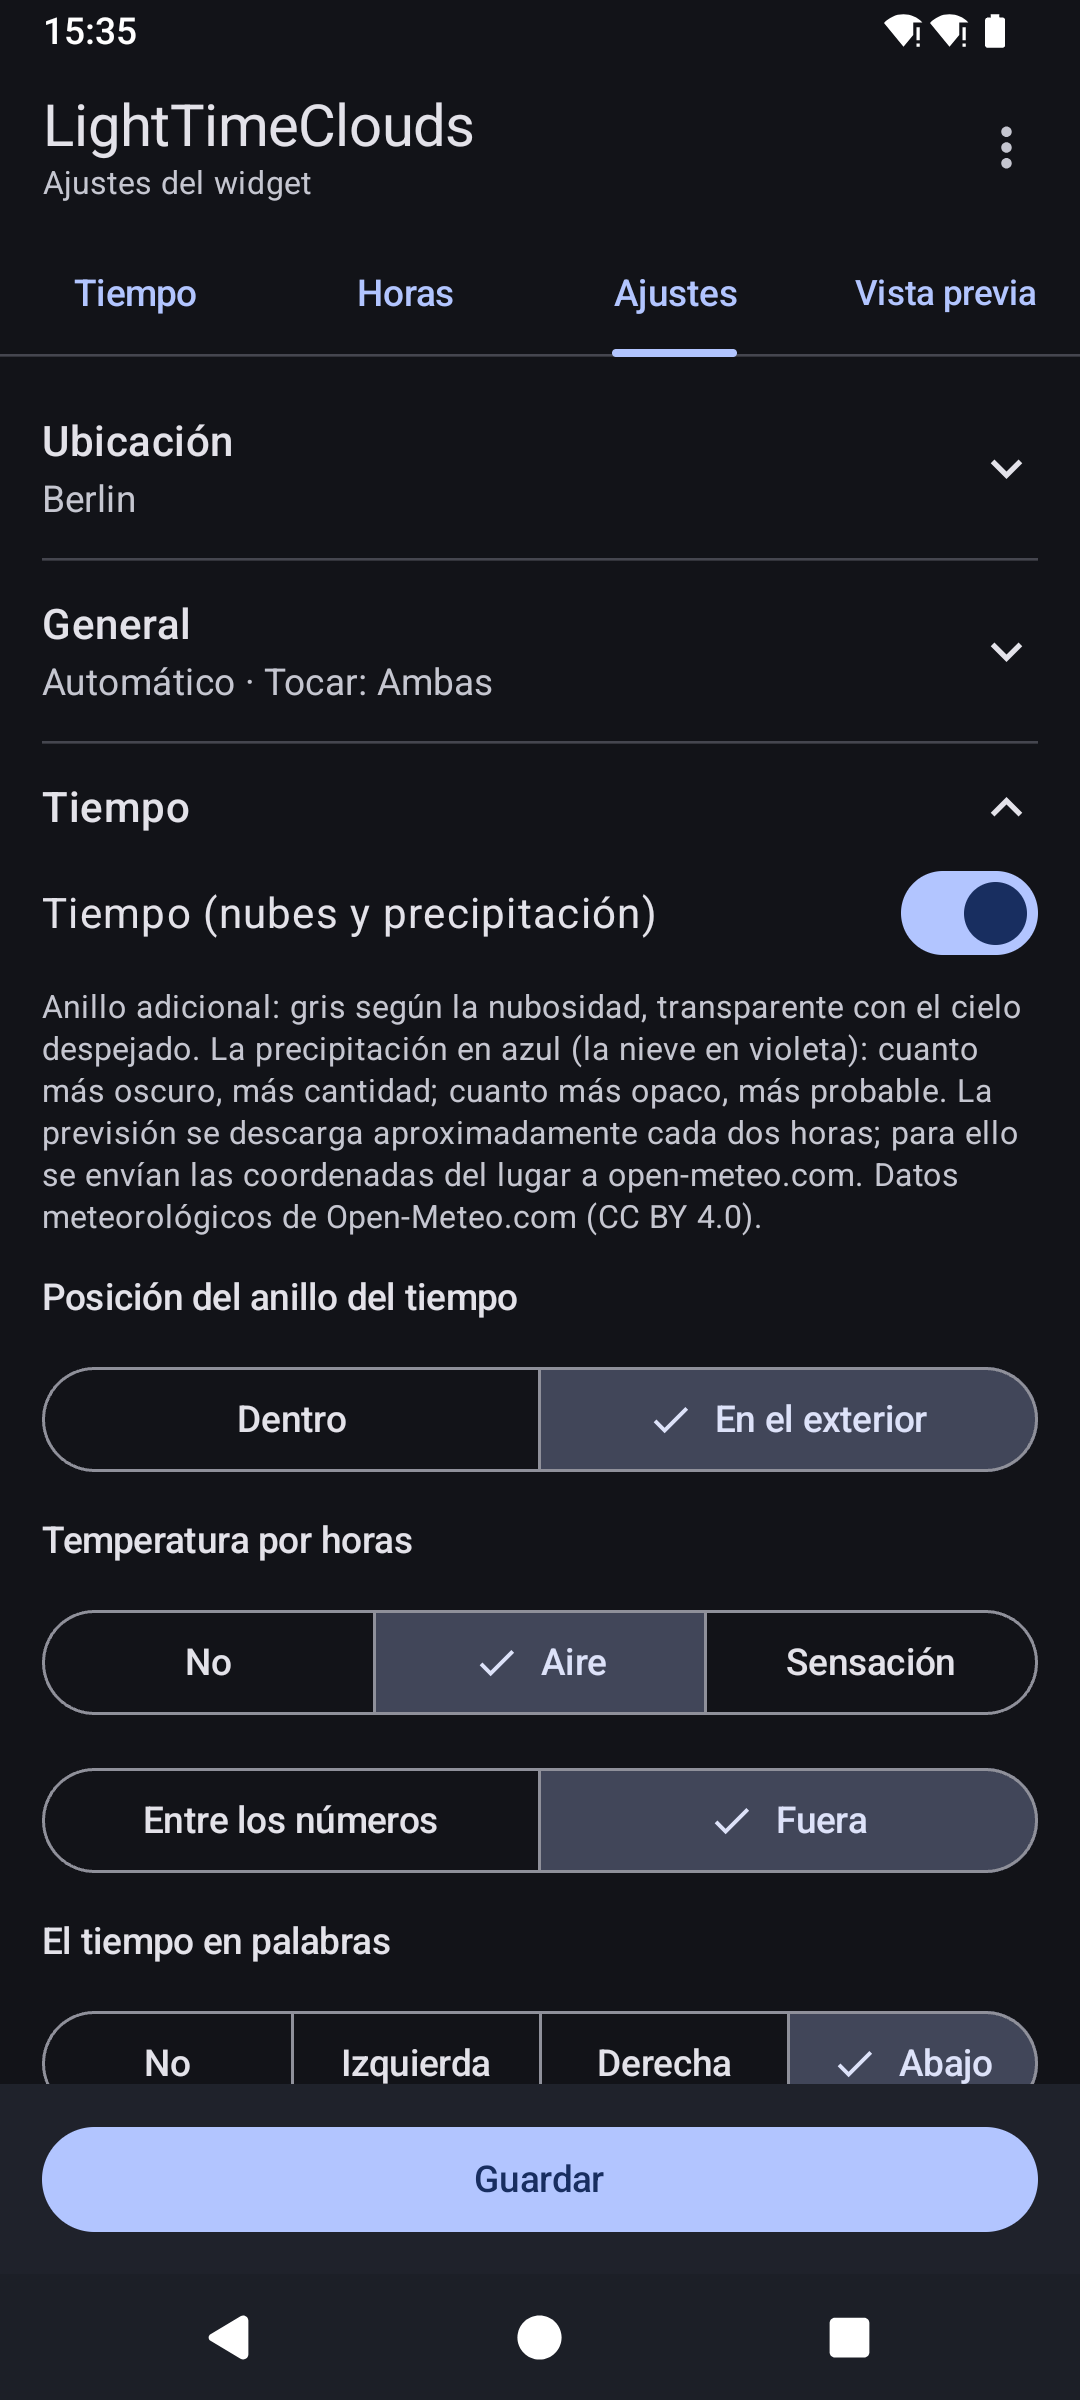 15:35
LightTimeClouds
Ajustes del widget
Tiempo Horas Ajustes Vista previa
Ubicación
Berlin
General
Automático · Tocar: Ambas
Tiempo
Tiempo (nubes y precipitación)
Anillo adicional: gris según la nubosidad, transparente con el cielo
despejado. La precipitación en azul (la nieve en violeta): cuanto
más oscuro, más cantidad; cuanto más opaco, más probable. La
previsión se descarga aproximadamente cada dos horas; para ello
se envían las coordenadas del lugar a open-meteo.com. Datos
meteorológicos de Open-Meteo.com (CC BY 4.0).
Posición del anillo del tiempo
Dentro En el exterior
Temperatura por horas
No Aire Sensación
Entre los números Fuera
El tiempo en palabras
No Izquierda Derecha Abajo
Guardar